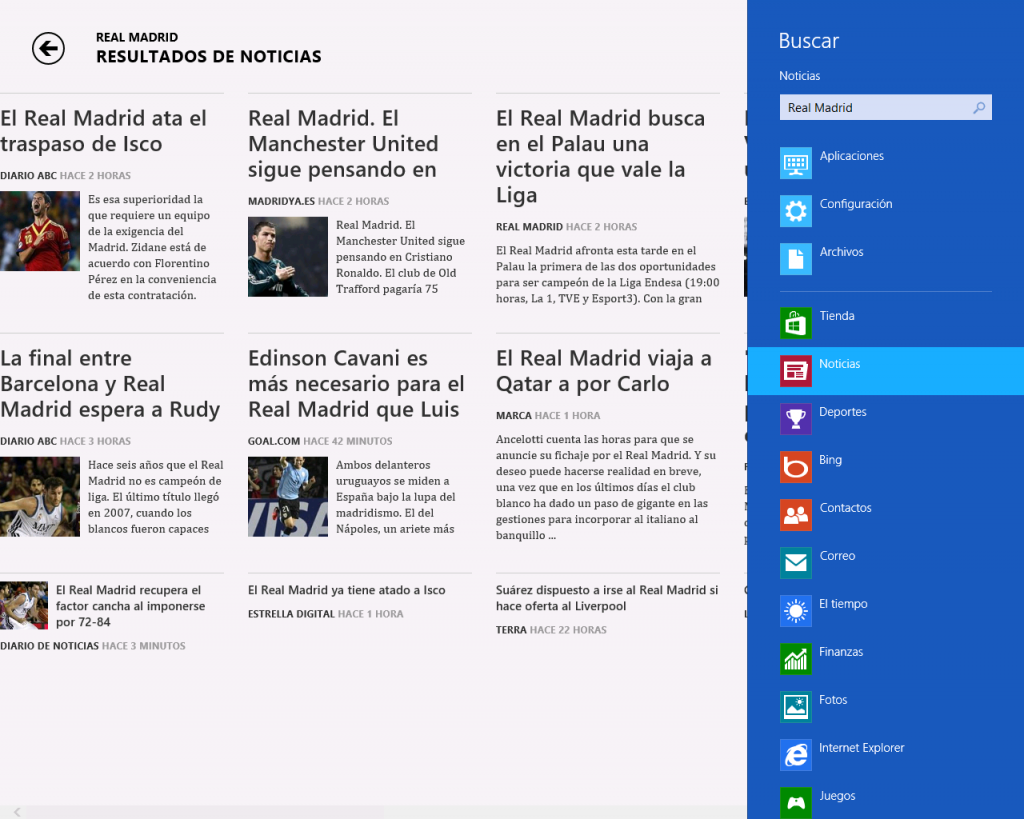 REAL MADRID
RESULTADOS DE NOTICIAS
El Real Madrid ata el
traspaso de Isco
DIARIO ABC HACE 2 HORAS
Es esa superioridad la
que requiere un equipo
de la exigencia del
Madrid. Zidane está de
acuerdo con Florentino
Pérez en la conveniencia
de esta contratación.
Real Madrid. El
Manchester United
sigue pensando en
MADRIDYA.ES HACE 2 HORAS
Real Madrid. El
Manchester United sigue
pensando en Cristiano
Ronaldo. El club de Old
Trafford pagaría 75
El Real Madrid busca
en el Palau una
victoria que vale la
Liga
REAL MADRID HACE 2 HORAS
El Real Madrid afronta esta tarde en el
Palau la primera de las dos oportunidades
para ser campeón de la Liga Endesa (19:00
horas, La 1, TVE y Esport3). Con la gran
La final entre
Barcelona y Real
Madrid espera a Rudy
DIARIO ABC HACE 3 HORAS
Hace seis años que el Real
Madrid no es campeón de
liga. El último título llegó
en 2007, cuando los
blancos fueron capaces
Edinson Cavani es
más necesario para el
Real Madrid que Luis
GOAL.COM HACE 42 MINUTOS
VISA
Ambos delanteros
uruguayos se miden a
España bajo la lupa del
madridismo. El del
Nápoles, un ariete más
El Real Madrid viaja a
Qatar a por Carlo
MARCA HACE 1 HORA
Ancelotti cuenta las horas para que se
anuncie su fichaje por el Real Madrid. Y su
deseo puede hacerse realidad en breve,
una vez que en los últimos días el club
blanco ha dado un paso de gigante en las
gestiones para incorporar al italiano al
banquillo ...
El Real Madrid recupera el
factor cancha al imponerse
por 72-84
DIARIO DE NOTICIAS HACE 3 MINUTOS
El Real Madrid ya tiene atado a Isco
ESTRELLA DIGITAL HACE 1 HORA
Suárez dispuesto a irse al Real Madrid si
hace oferta al Liverpool
TERRA HACE 22 HORAS
Buscar
Noticias
Real Madrid
Aplicaciones
Configuración
Archivos
Tienda
Noticias
Deportes
Bing
Contactos
Correo
El tiempo
Finanzas
Fotos
Internet Explorer
Juegos